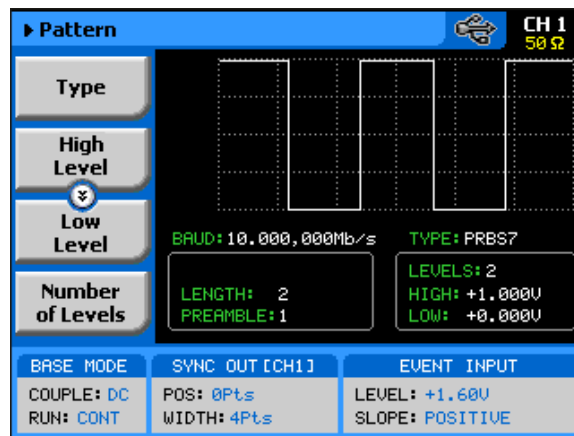 Pattern
CH 1
50 Ω
Type
High
Level
Low
Level
Number
of Levels
BAUD:10.000,000Mb/s
TYPE:PRBS7
LENGTH: 2
PREAMBLE:1
LEVELS:2
HIGH:+1.000V
LOW: +0.000V
BASE MODE
COUPLE: DC
RUN: CONT
SYNC OUT [CH1]
POS: 0Pts
WIDTH: 4Pts
EVENT INPUT
LEVEL: +1.60V
SLOPE: POSITIVE